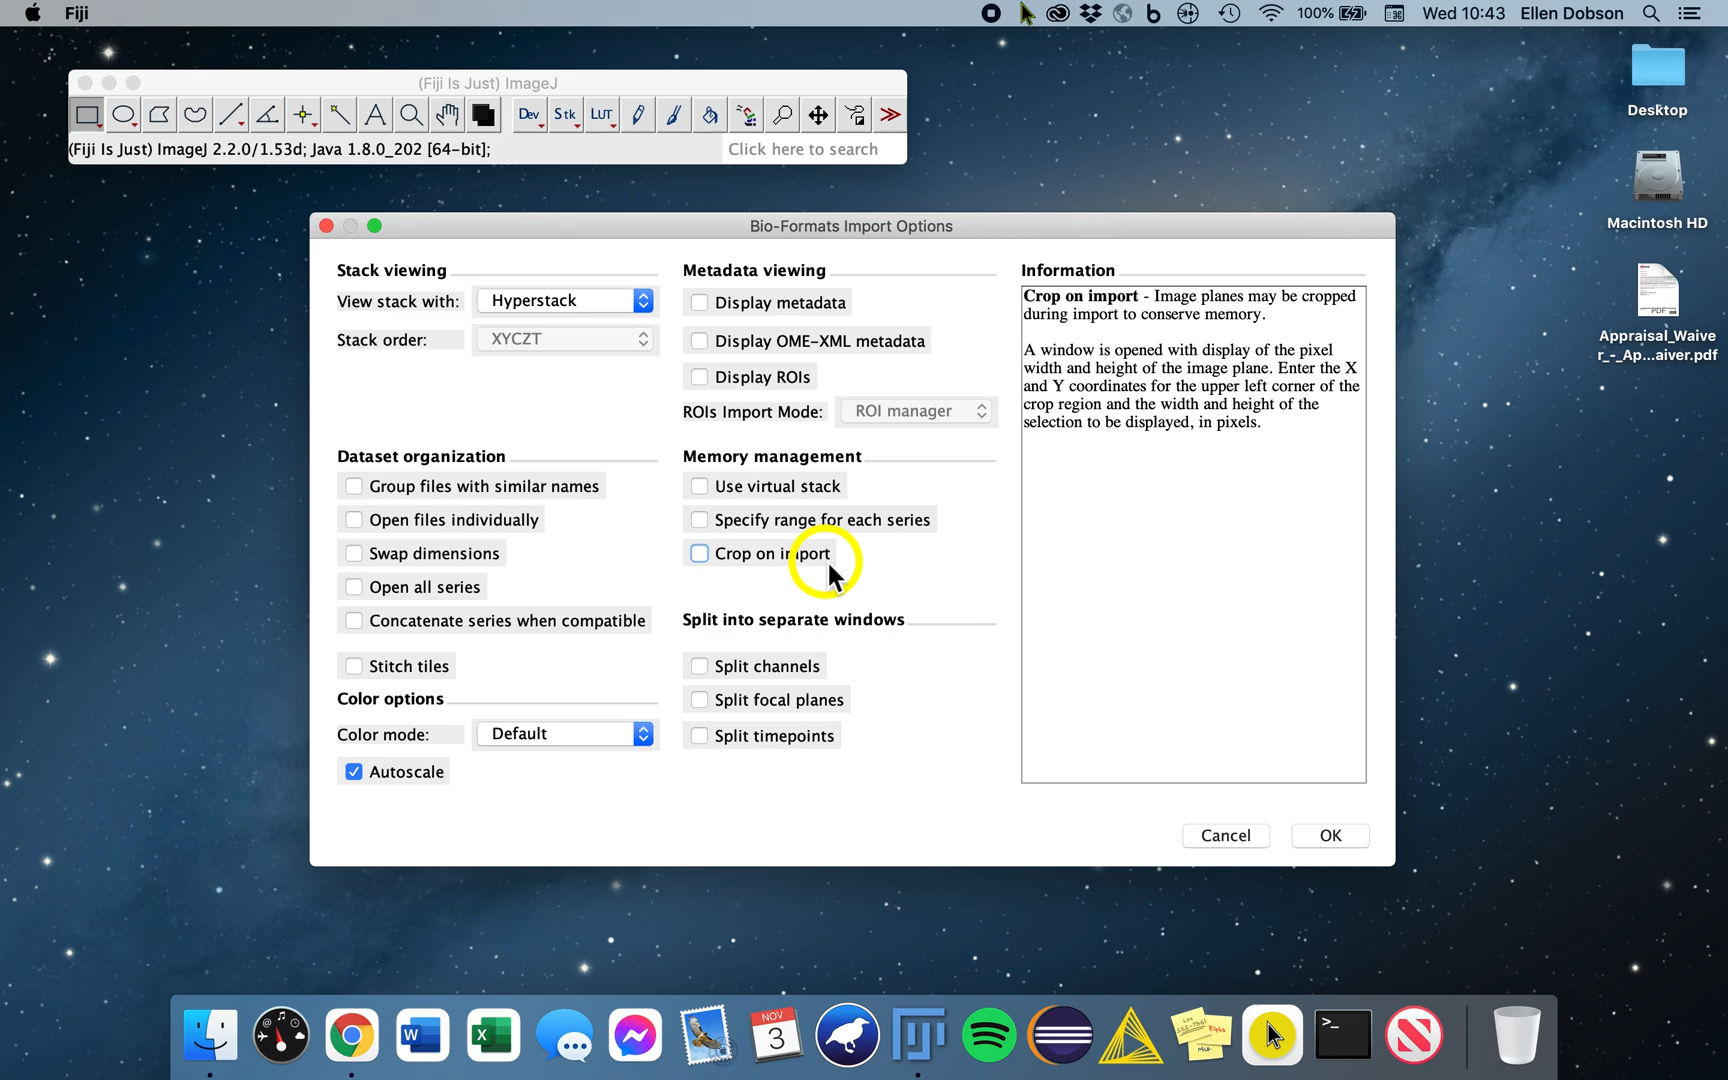 Fiji
100%
Wed 10:43
Ellen Dobson
(Fiji Is Just) ImageJ
Dev
Stk
LUT
(Fiji Is Just) ImageJ 2.2.0/1.53d; Java 1.8.0_202 [64-bit];
Click here to search
Desktop
Macintosh HD
PDF
Appraisal_Waive
r_-_Ap...aiver.pdf
Bio-Formats Import Options
Stack viewing
View stack with:
Hyperstack
Stack order:
XYCZT
Dataset organization
Group files with similar names
Open files individually
Swap dimensions
Open all series
Concatenate series when compatible
Stitch tiles
Color options
Color mode:
Default
Autoscale
Metadata viewing
Display metadata
Display OME-XML metadata
Display ROIs
ROIs Import Mode:
ROI manager
Memory management
Use virtual stack
Specify range for each series
Crop on import
Split into separate windows
Split channels
Split focal planes
Split timepoints
Information
Crop on import - Image planes may be cropped
during import to conserve memory.
A window is opened with display of the pixel
width and height of the image plane. Enter the X
and Y coordinates for the upper left corner of the
crop region and the width and height of the
selection to be displayed, in pixels.
Cancel
OK
NOV
3